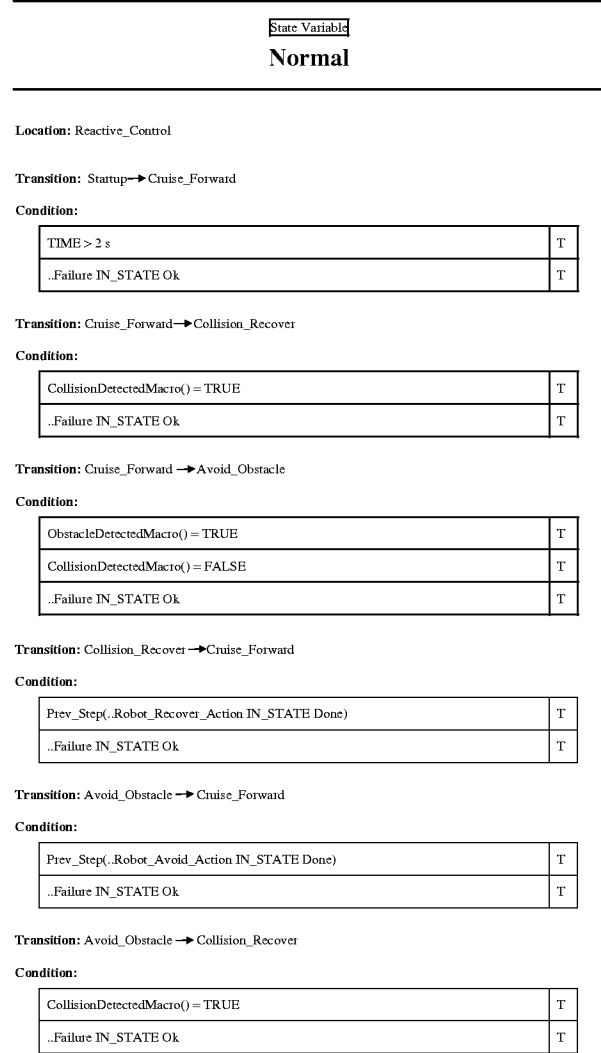 State Variable
Normal
Location: Reactive_Control
Transition: Startup→Cruise_Forward
Condition:
TIME > 2 s T
..Failure IN_STATE Ok T
Transition: Cruise_Forward→Collision_Recover
Condition:
CollisionDetectedMacro() = TRUE T
..Failure IN_STATE Ok T
Transition: Cruise_Forward →Avoid_Obstacle
Condition:
ObstacleDetectedMacro() = TRUE T
CollisionDetectedMacro() = FALSE T
..Failure IN_STATE Ok T
Transition: Collision_Recover →Cruise_Forward
Condition:
Prev_Step(..Robot_Recover_Action IN_STATE Done) T
..Failure IN_STATE Ok T
Transition: Avoid_Obstacle → Cruise_Forward
Condition:
Prev_Step(..Robot_Avoid_Action IN_STATE Done) T
..Failure IN_STATE Ok T
Transition: Avoid_Obstacle → Collision_Recover
Condition:
CollisionDetectedMacro() = TRUE T
..Failure IN_STATE Ok T